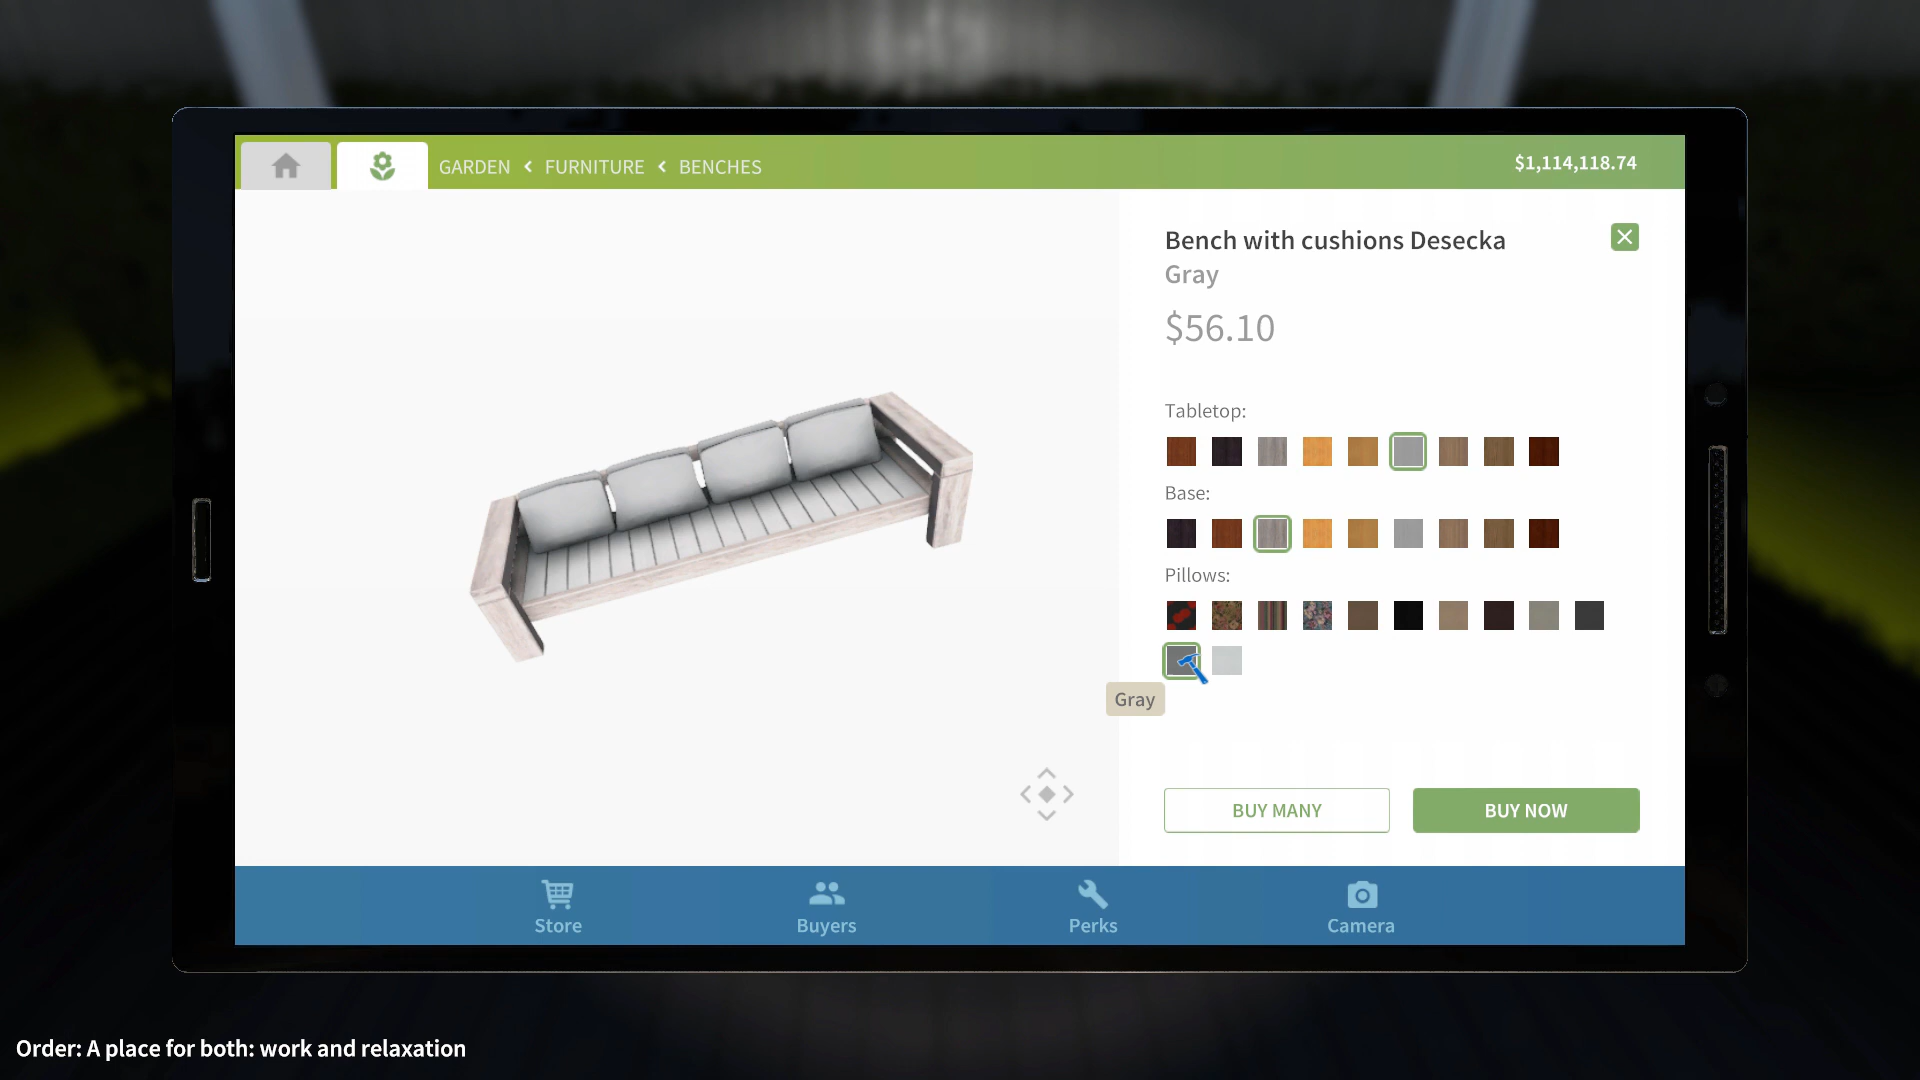 GARDEN < FURNITURE < BENCHES
$1,114,118.74
Bench with cushions Desecka
Gray
$56.10
Tabletop:
Base:
Pillows:
Gray
BUY MANY
BUY NOW
Store
Buyers
Perks
Camera
Order: A place for both: work and relaxation